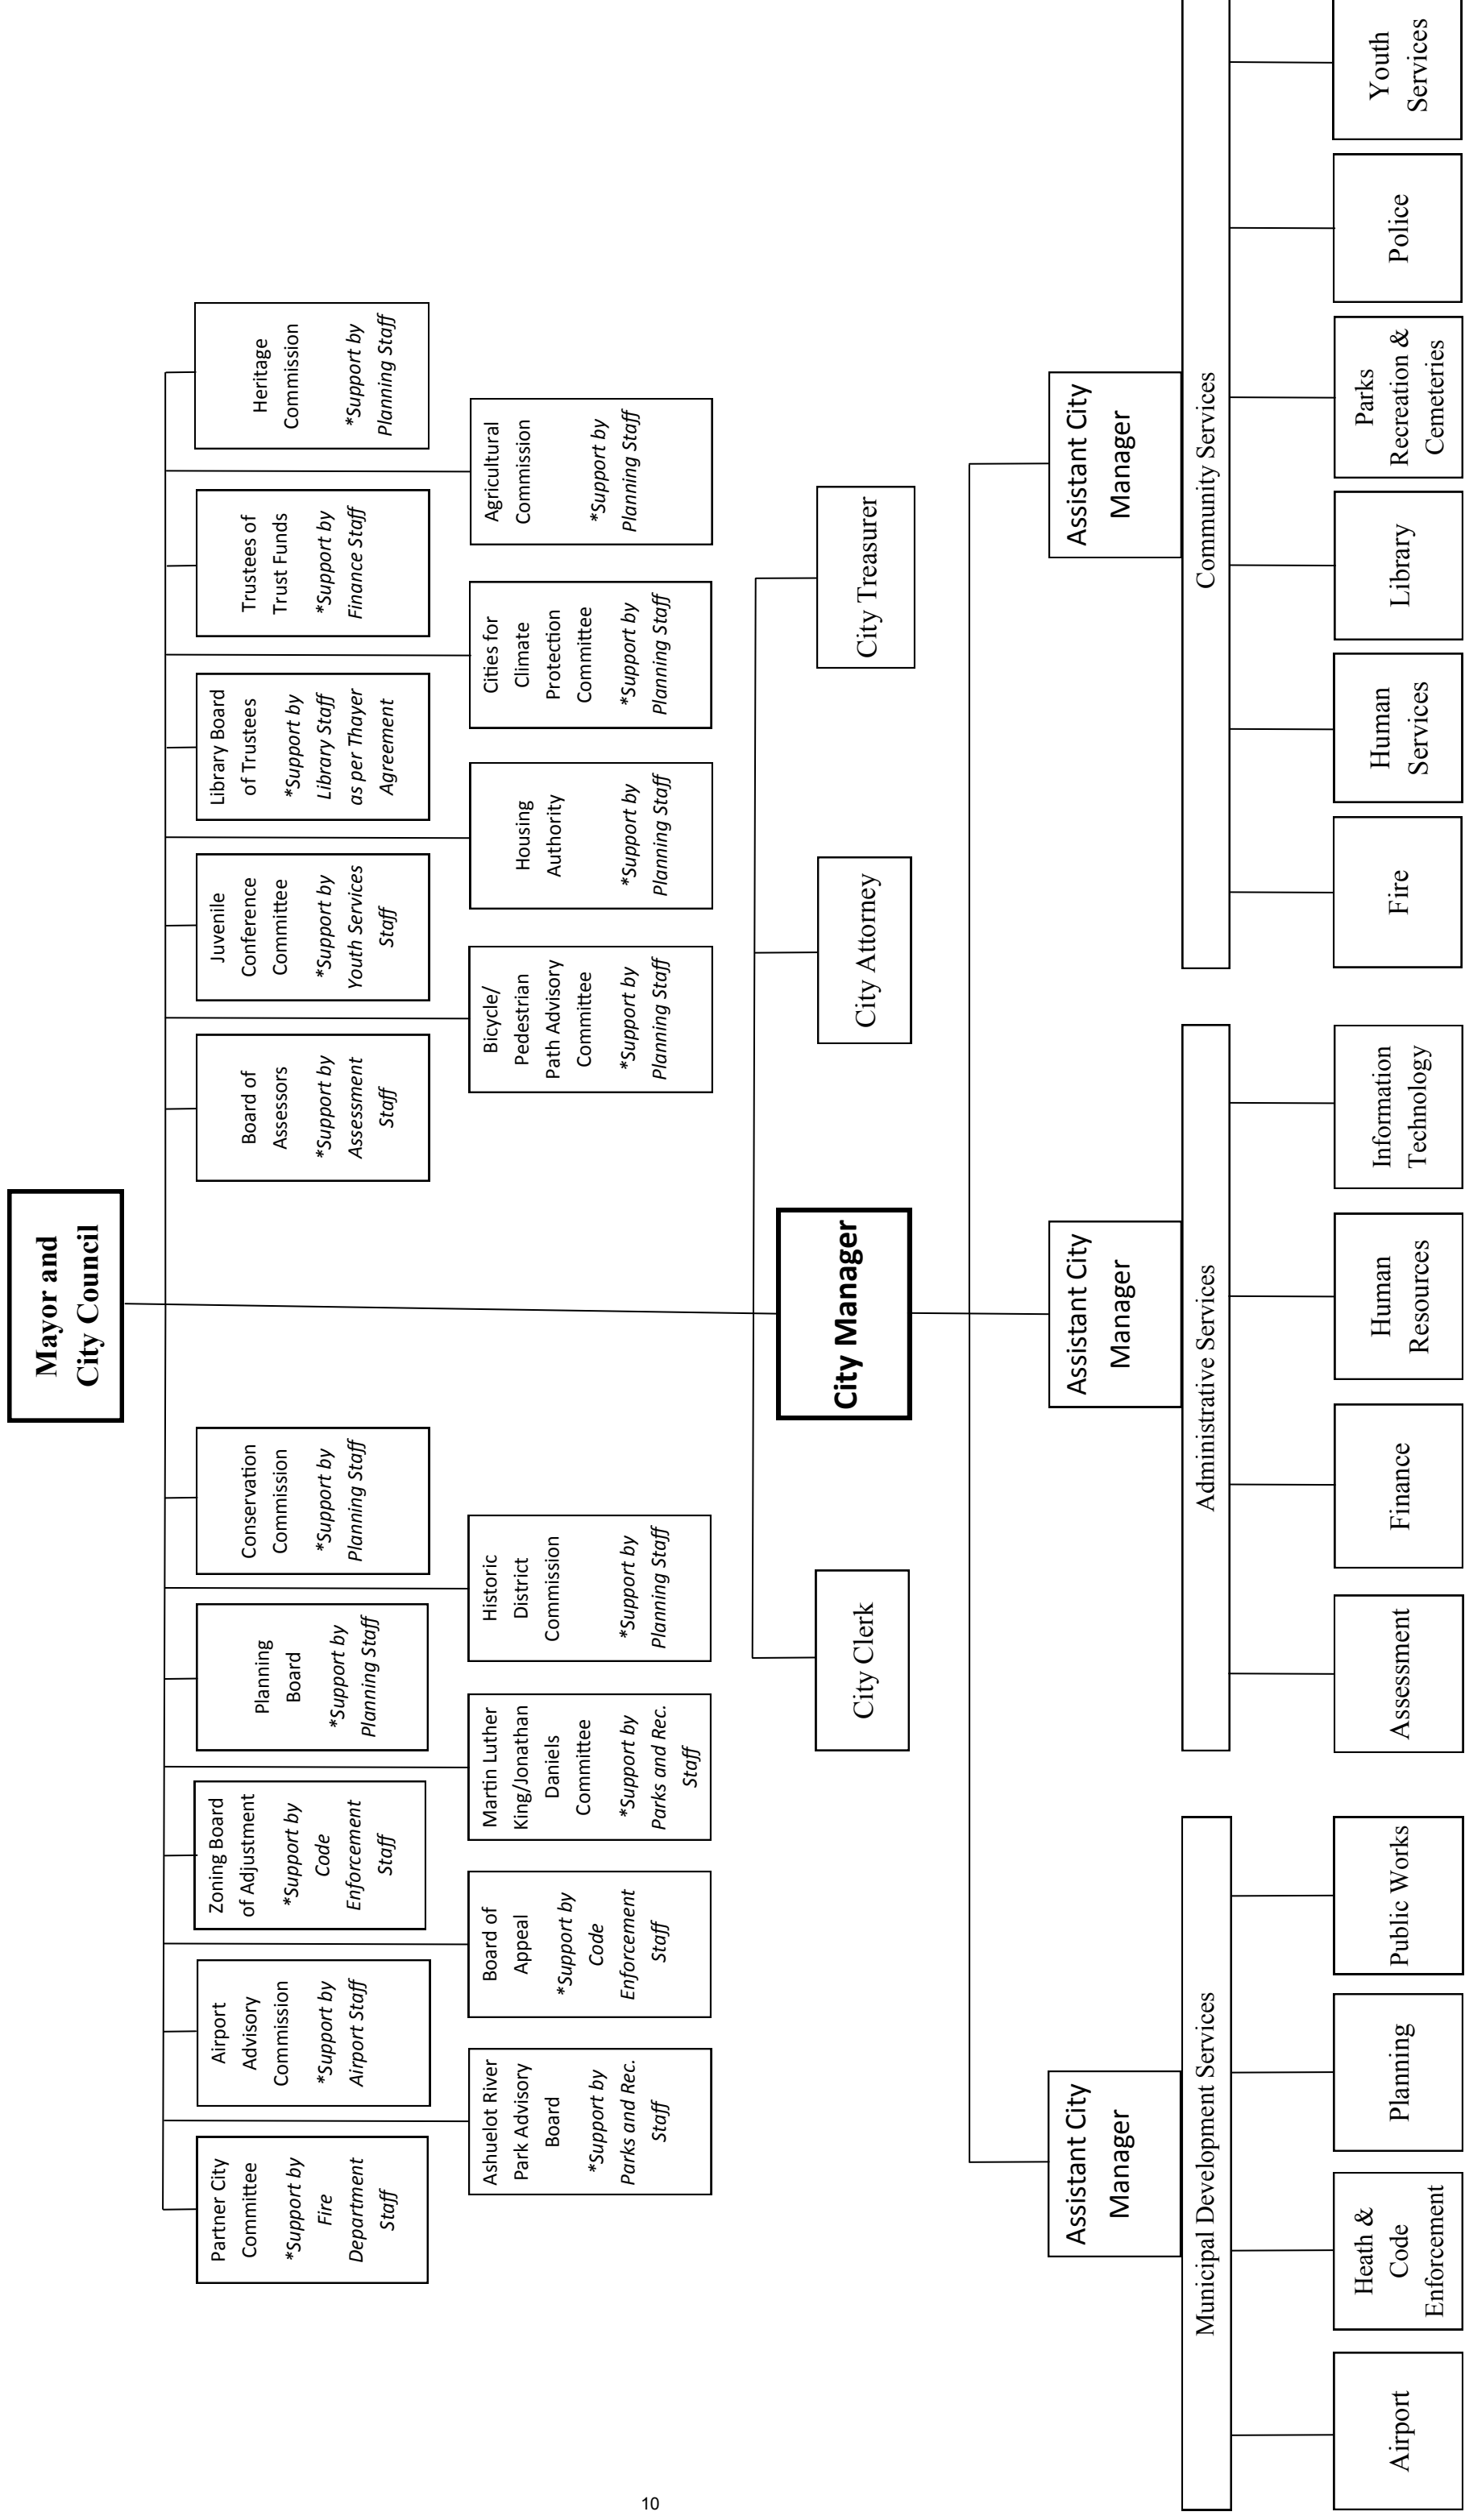 Mayor and
City Council
Partner City
Committee
*Support by
Fire
Department
Staff
Airport
Advisory
Commission
*Support by
Airport Staff
Zoning Board
of Adjustment
*Support by
Code
Enforcement
Staff
Planning
Board
*Support by
Planning Staff
Conservation
Commission
*Support by
Planning Staff
Board of
Assessors
*Support by
Assessment
Staff
Juvenile
Conference
Committee
*Support by
Youth Services
Staff
Library Board
of Trustees
*Support by
Library Staff
as per Thayer
Agreement
Trustees of
Trust Funds
*Support by
Finance Staff
Heritage
Commission
*Support by
Planning Staff
Ashuelot River
Park Advisory
Board
*Support by
Parks and Rec.
Staff
Board of
Appeal
*Support by
Code
Enforcement
Staff
Martin Luther
King/Jonathan
Daniels
Committee
*Support by
Parks and Rec.
Staff
Historic
District
Commission
*Support by
Planning Staff
Bicycle/
Pedestrian
Path Advisory
Committee
*Support by
Planning Staff
Housing
Authority
*Support by
Planning Staff
Cities for
Climate
Protection
Committee
*Support by
Planning Staff
Agricultural
Commission
*Support by
Planning Staff
City Manager
City Clerk
City Attorney
City Treasurer
Assistant City
Manager
Assistant City
Manager
Assistant City
Manager
Municipal Development Services
Administrative Services
Community Services
Airport
Heath &
Code
Enforcement
Planning
Public Works
Assessment
Finance
Human
Resources
Information
Technology
Fire
Human
Services
Library
Parks
Recreation &
Cemeteries
Police
Youth
Services
10